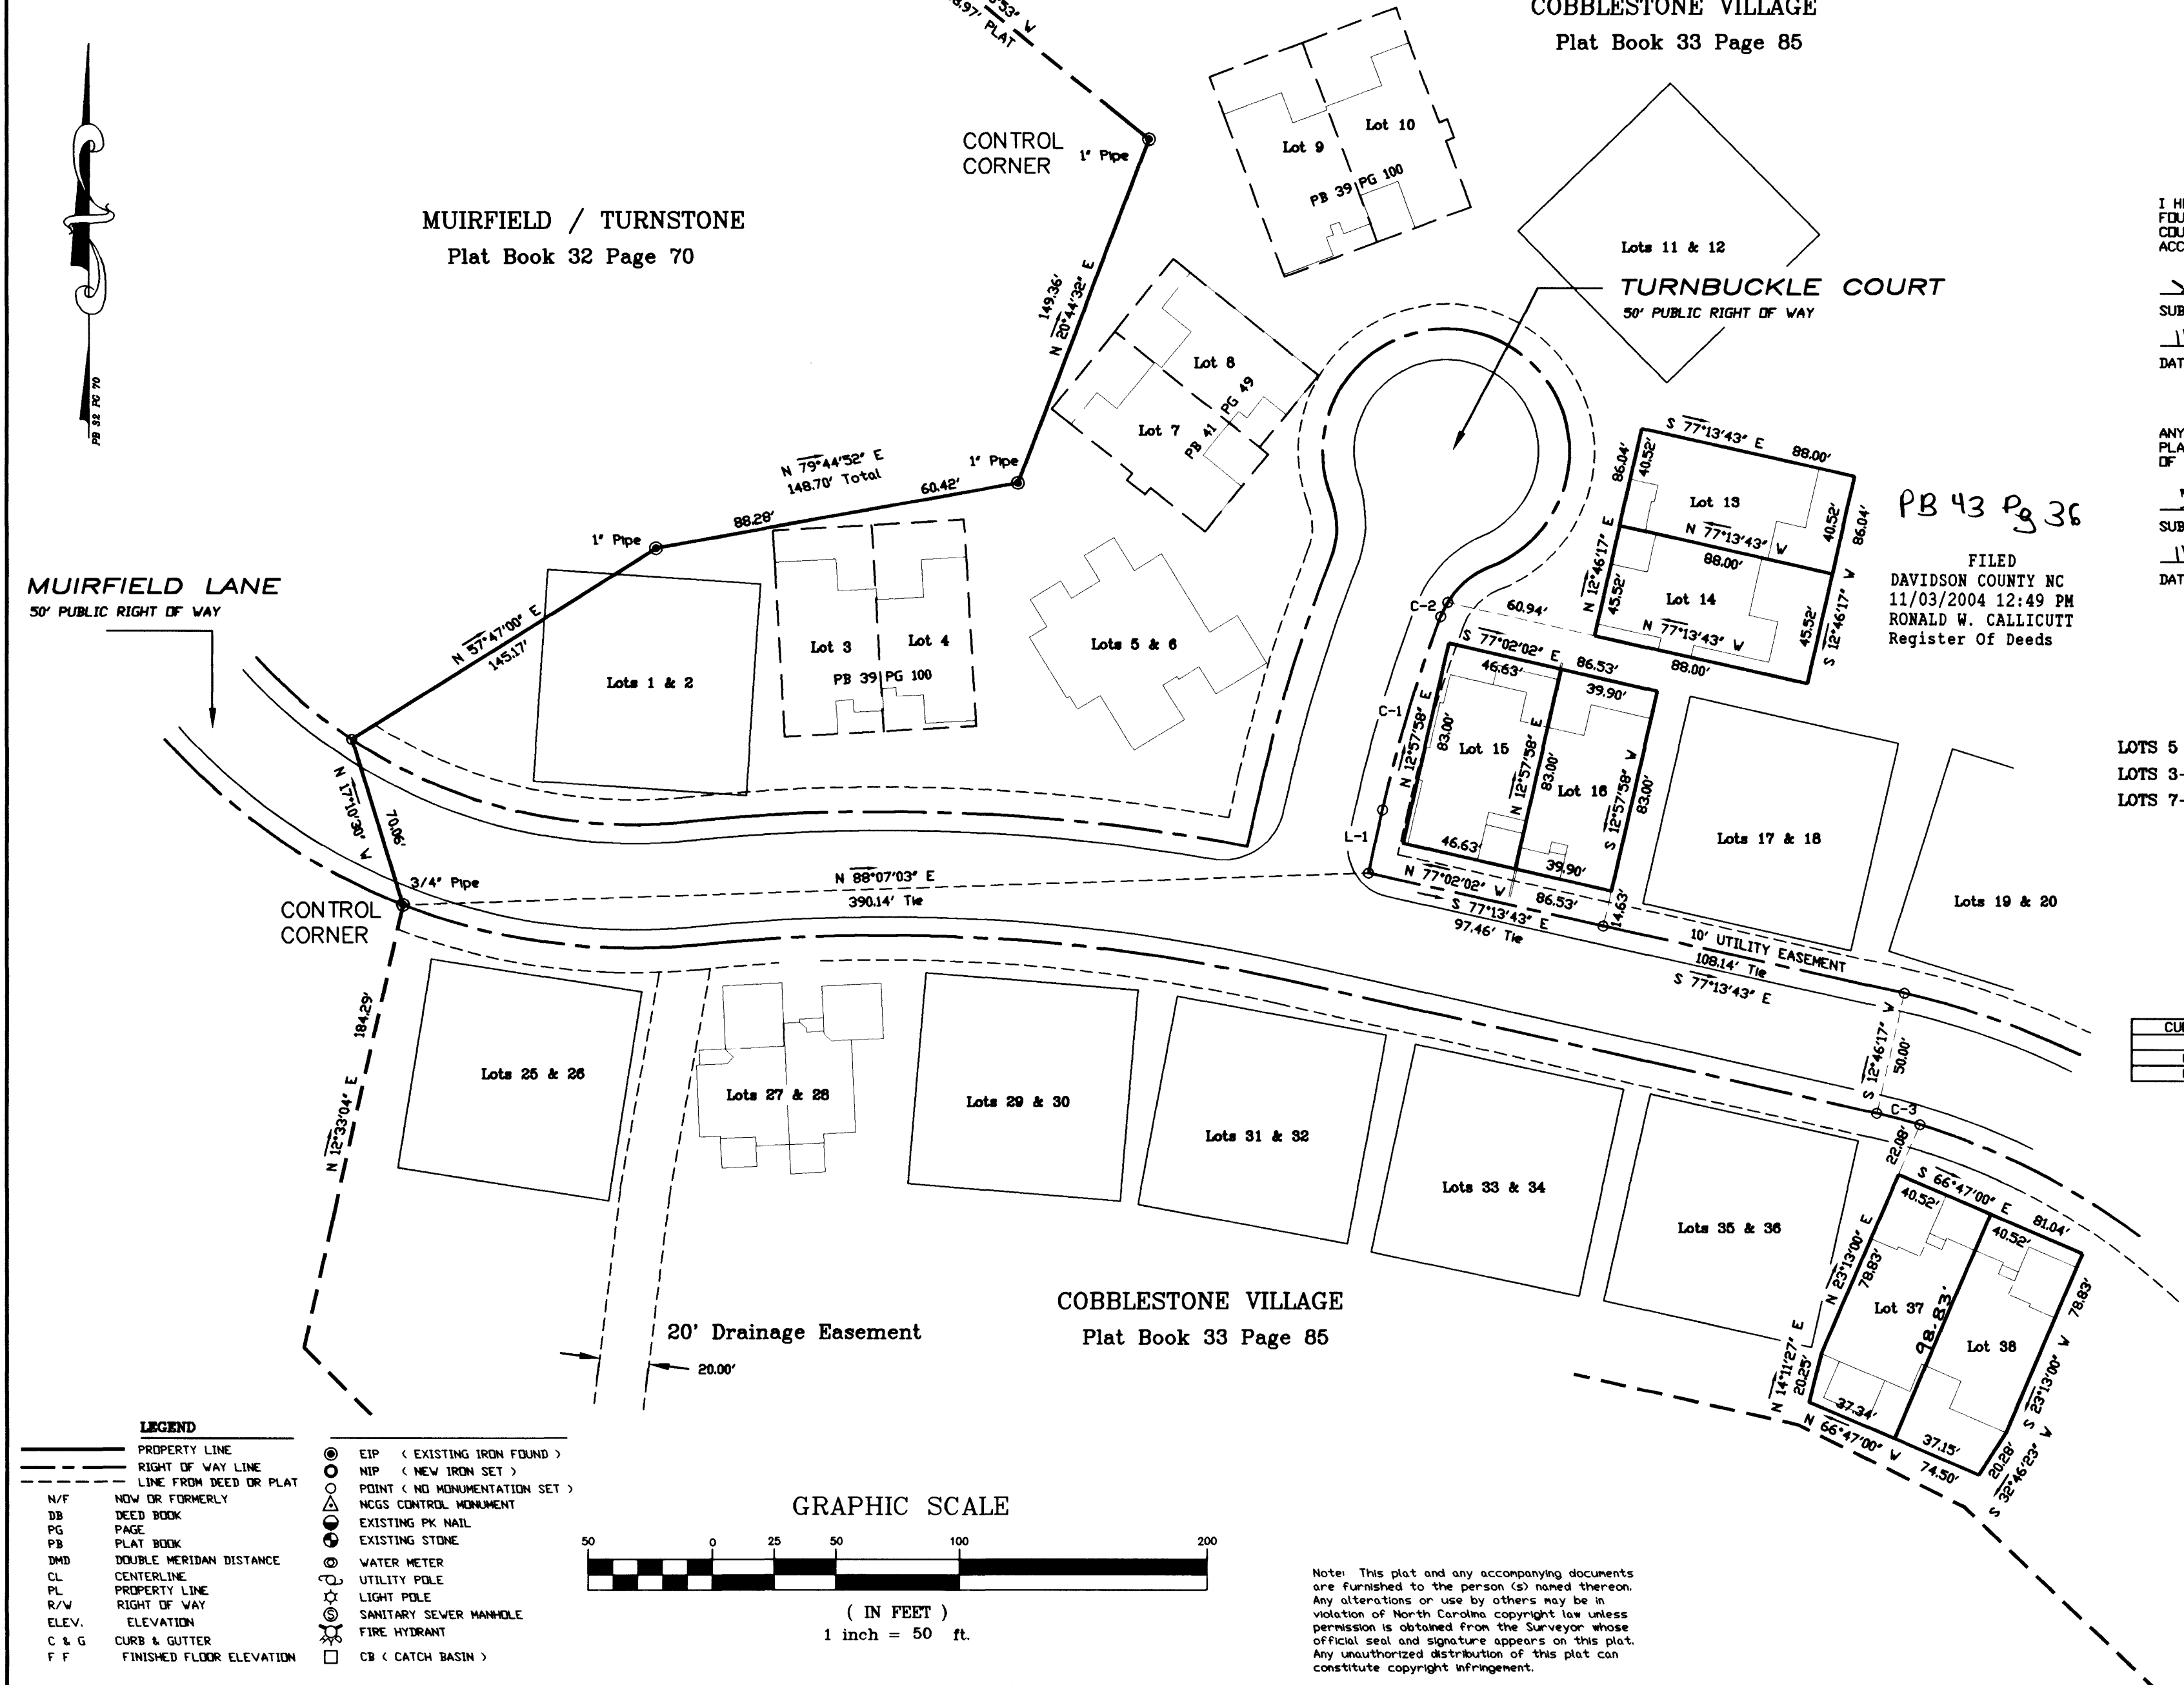 53" W
8.97' PLAT
COBBLESTONE VILLAGE
Plat Book 33 Page 85
PB 32 PG 70
MUIRFIELD / TURNSTONE
Plat Book 32 Page 70
CONTROL
CORNER
1" Pipe
149.36'
N 20°44'32" E
Lot 9
Lot 10
PB 39 PG 100
Lots 11 & 12
TURNBUCKLE COURT
50' PUBLIC RIGHT OF WAY
Lot 8
Lot 7
PB 41 PG 49
N 79°44'52" E
148.70' Total
1" Pipe
60.42'
88.28'
1" Pipe
S 77°13'43" E
88.00'
86.04'
40.52'
Lot 13
40.52'
86.04'
N 77°13'43" W
88.00'
N 12°46'17" E
45.52'
Lot 14
N 77°13'43" W
88.00'
45.52'
S 12°46'17" W
PB 43 Pg 36
FILED
DAVIDSON COUNTY NC
11/03/2004 12:49 PM
RONALD W. CALLICUTT
Register Of Deeds
I H
FOU
COU
ACC
SUB
DAT
ANY
PLA
OF
SUB
DAT
MUIRFIELD LANE
50' PUBLIC RIGHT OF WAY
N 57°47'00" E
145.17'
Lots 1 & 2
Lot 3
Lot 4
PB 39 PG 100
Lots 5 & 6
C-2
60.94'
S 77°02'02" E
86.53'
46.63'
39.90'
C-1
N 12°57'58" E
83.00'
Lot 15
N 12°57'58" E
83.00'
Lot 16
S 12°57'58" W
83.00'
L-1
46.63'
39.90'
N 77°02'02" W
86.53'
14.63'
S 77°13'43" E
97.46' Tie
Lots 17 & 18
Lots 19 & 20
LOTS 5
LOTS 3-
LOTS 7-
10' UTILITY EASEMENT
108.14' Tie
S 77°13'43" E
N 17°10'30" W
70.06'
3/4" Pipe
CONTROL
CORNER
N 88°07'03" E
390.14' Tie
184.29'
N 12°33'04" E
Lots 25 & 26
Lots 27 & 28
Lots 29 & 30
Lots 31 & 32
Lots 33 & 34
Lots 35 & 36
S 12°46'17" W
50.00'
C-3
22.08'
CU
S 66°47'00" E
81.04'
40.52'
40.52'
N 23°13'00" E
78.83'
Lot 37
98.83'
Lot 38
78.83'
S 23°13'00" W
N 14°11'27" E
20.25'
37.34'
37.15'
N 66°47'00" W
74.50'
20.28'
S 32°46'23" W
20' Drainage Easement
20.00'
COBBLESTONE VILLAGE
Plat Book 33 Page 85
LEGEND
PROPERTY LINE
RIGHT OF WAY LINE
LINE FROM DEED OR PLAT
N/F NOW OR FORMERLY
DB DEED BOOK
PG PAGE
PB PLAT BOOK
DMD DOUBLE MERIDAN DISTANCE
CL CENTERLINE
PL PROPERTY LINE
R/W RIGHT OF WAY
ELEV. ELEVATION
C & G CURB & GUTTER
F F FINISHED FLOOR ELEVATION
EIP ( EXISTING IRON FOUND )
NIP ( NEW IRON SET )
POINT ( NO MONUMENTATION SET )
NCGS CONTROL MONUMENT
EXISTING PK NAIL
EXISTING STONE
WATER METER
UTILITY POLE
LIGHT POLE
S SANITARY SEWER MANHOLE
FIRE HYDRANT
CB ( CATCH BASIN )
GRAPHIC SCALE
50 0 25 50 100 200
( IN FEET )
1 inch = 50 ft.
Note: This plat and any accompanying documents
are furnished to the person (s) named thereon.
Any alterations or use by others may be in
violation of North Carolina copyright law unless
permission is obtained from the Surveyor whose
official seal and signature appears on this plat.
Any unauthorized distribution of this plat can
constitute copyright infringement.